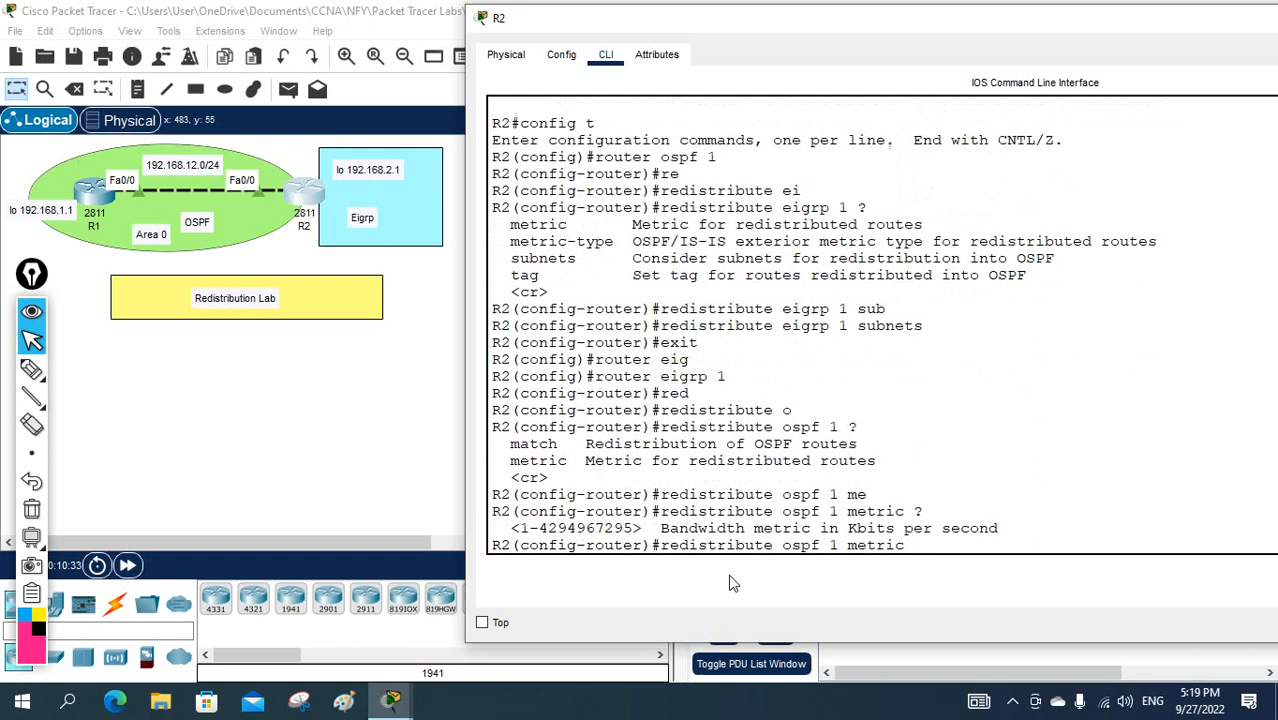 Cisco Packet Tracer - C:\Users\User\OneDrive\Documents\CCNA\NFY\Packet Tracer Labs\
File Edit Options View Tools Extensions Window Help
Logical Physical x: 483, y: 55
192.168.12.0/24
Fa0/0 Fa0/0
lo 192.168.2.1
lo 192.168.1.1
2811
R1
2811
R2
OSPF
Eigrp
Area 0
Redistribution Lab
:10:33
4331 4321 1941 2901 2911 819IOX 819HGW
1941
R2
Physical Config CLI Attributes
IOS Command Line Interface
R2#config t
Enter configuration commands, one per line. End with CNTL/Z.
R2(config)#router ospf 1
R2(config-router)#re
R2(config-router)#redistribute ei
R2(config-router)#redistribute eigrp 1 ?
metric Metric for redistributed routes
metric-type OSPF/IS-IS exterior metric type for redistributed routes
subnets Consider subnets for redistribution into OSPF
tag Set tag for routes redistributed into OSPF
<cr>
R2(config-router)#redistribute eigrp 1 sub
R2(config-router)#redistribute eigrp 1 subnets
R2(config-router)#exit
R2(config)#router eig
R2(config)#router eigrp 1
R2(config-router)#red
R2(config-router)#redistribute o
R2(config-router)#redistribute ospf 1 ?
match Redistribution of OSPF routes
metric Metric for redistributed routes
<cr>
R2(config-router)#redistribute ospf 1 me
R2(config-router)#redistribute ospf 1 metric ?
<1-4294967295> Bandwidth metric in Kbits per second
R2(config-router)#redistribute ospf 1 metric
Top
Toggle PDU List Window
ENG
5:19 PM
9/27/2022